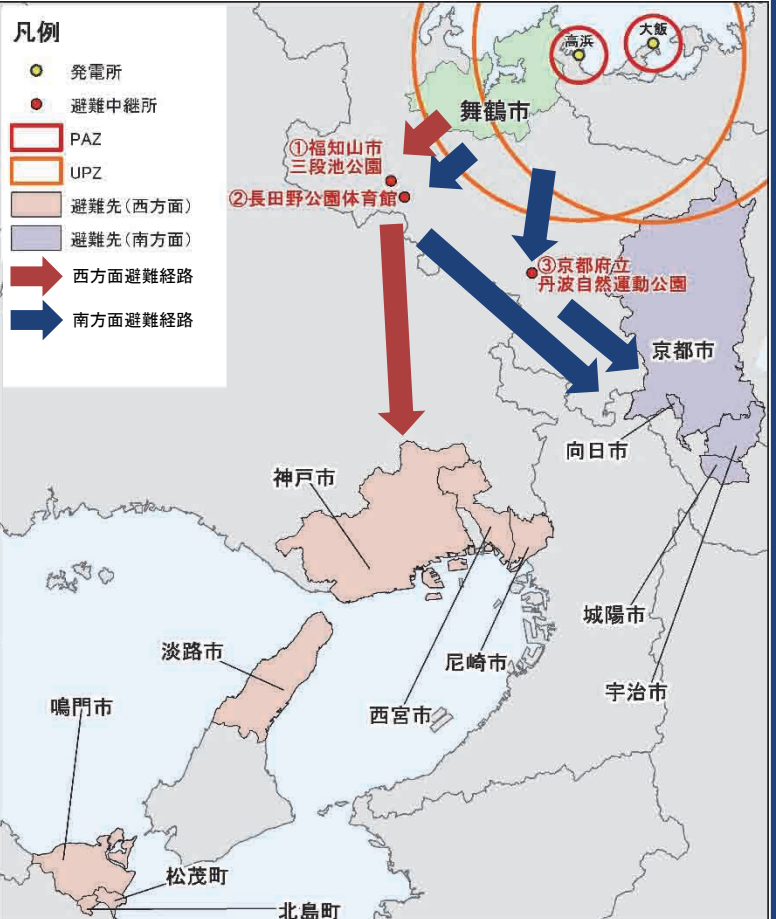 凡例
発電所
避難中継所
PAZ
UPZ
避難先(西方面)
避難先(南方面)
西方面避難経路
南方面避難経路
高浜
大飯
舞鶴市
①福知山市
三段池公園
②長田野公園体育館
③京都府立
丹波自然運動公園
京都市
向日市
神戸市
城陽市
淡路市
尼崎市
宇治市
鳴門市
西宮市
松茂町
北島町